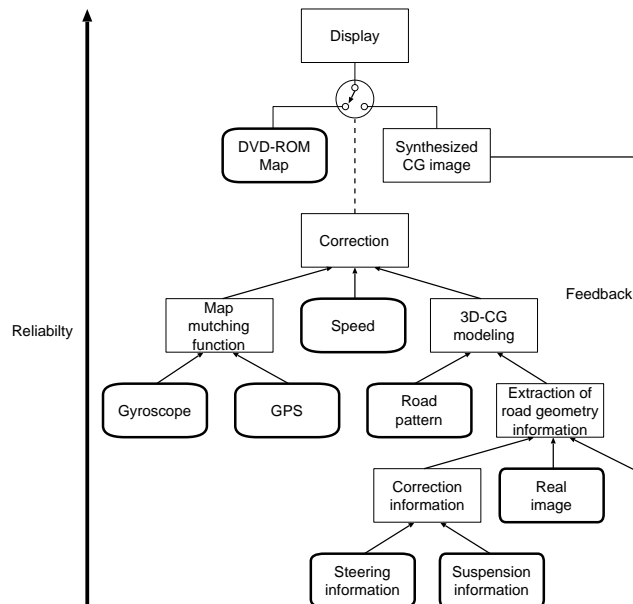 Display
DVD-ROM
Map
Synthesized
CG image
Correction
Feedback
Map
mutching
function
Speed
3D-CG
modeling
Reliabilty
Gyroscope
GPS
Road
pattern
Extraction of
road geometry
information
Correction
information
Real
image
Steering
information
Suspension
information